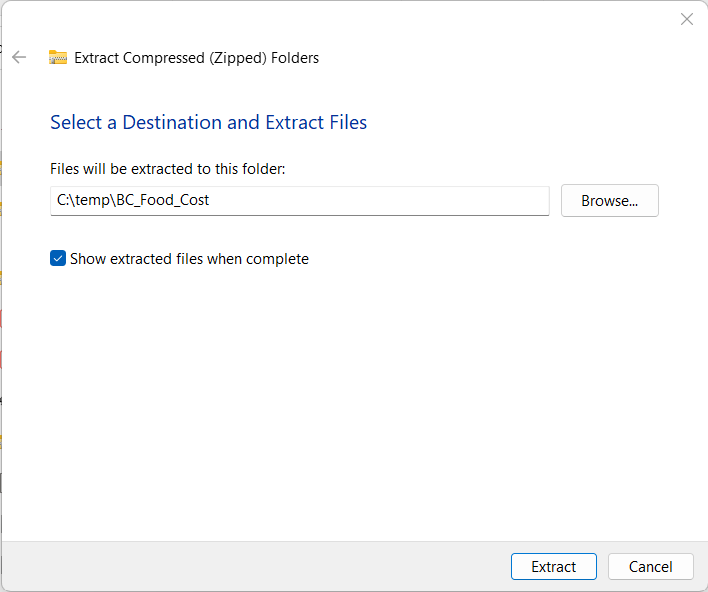 Extract Compressed (Zipped) Folders
Select a Destination and Extract Files
Files will be extracted to this folder:
C:\temp\BC_Food_Cost
Browse...
Show extracted files when complete
Extract
Cancel